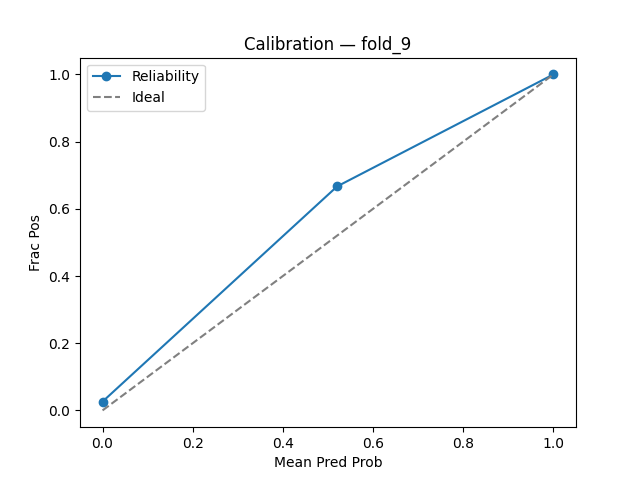 Calibration — fold_9
Reliability
Ideal
Frac Pos
1.0
0.8
0.6
0.4
0.2
0.0
0.0 0.2 0.4 0.6 0.8 1.0
Mean Pred Prob